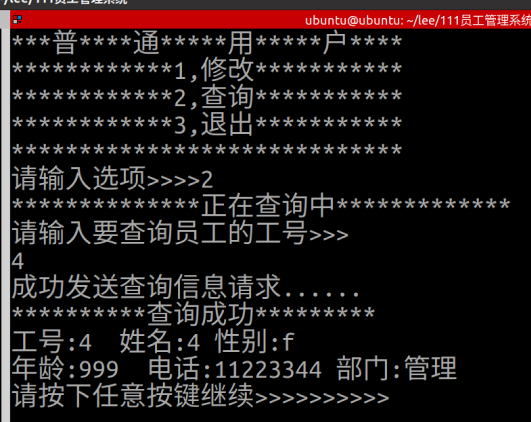 /lee/111员工管理系统
ubuntu@ubuntu: ~/lee/111员工管理系统
***普****通*****用*****户****
************1,修改***********
************2,查询***********
************3,退出***********
*****************************
请输入选项>>>>2
**************正在查询中*************
请输入要查询员工的工号>>>
4
成功发送查询信息请求......
**********查询成功*********
工号:4  姓名:4 性别:f
年龄:999  电话:11223344 部门:管理
请按下任意按键继续>>>>>>>>>>